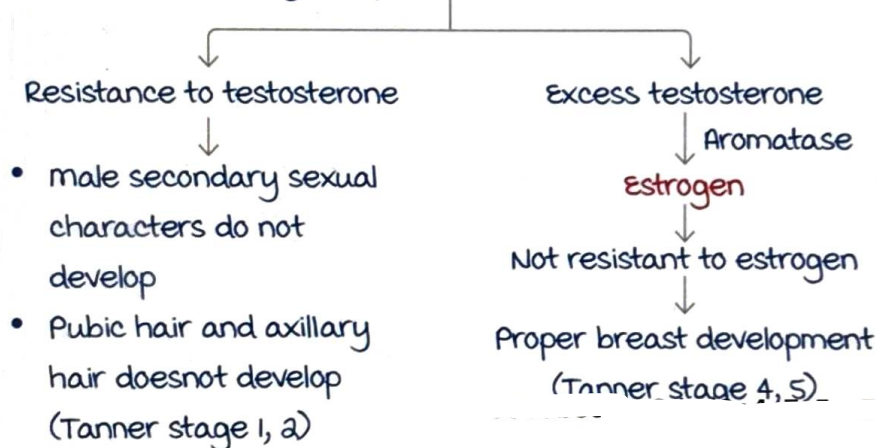 Resistance to testosterone
• male secondary sexual
characters do not
develop
• Pubic hair and axillary
hair doesnot develop
(Tanner stage 1, 2)
Excess testosterone
Aromatase
Estrogen
Not resistant to estrogen
Proper breast development
(Tanner stage 4, 5)